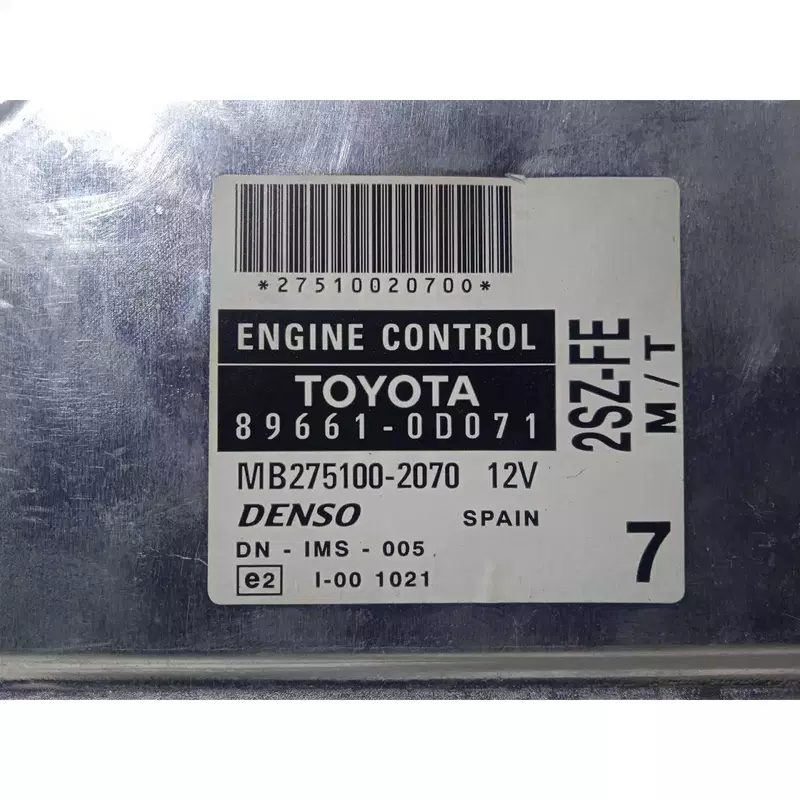 *27510020700*
ENGINE CONTROL
TOYOTA
89661-0D071
MB275100-2070 12V
DENSO SPAIN
DN - IMS - 005
e2 I-00 1021
2SZ-FE
M/T
7